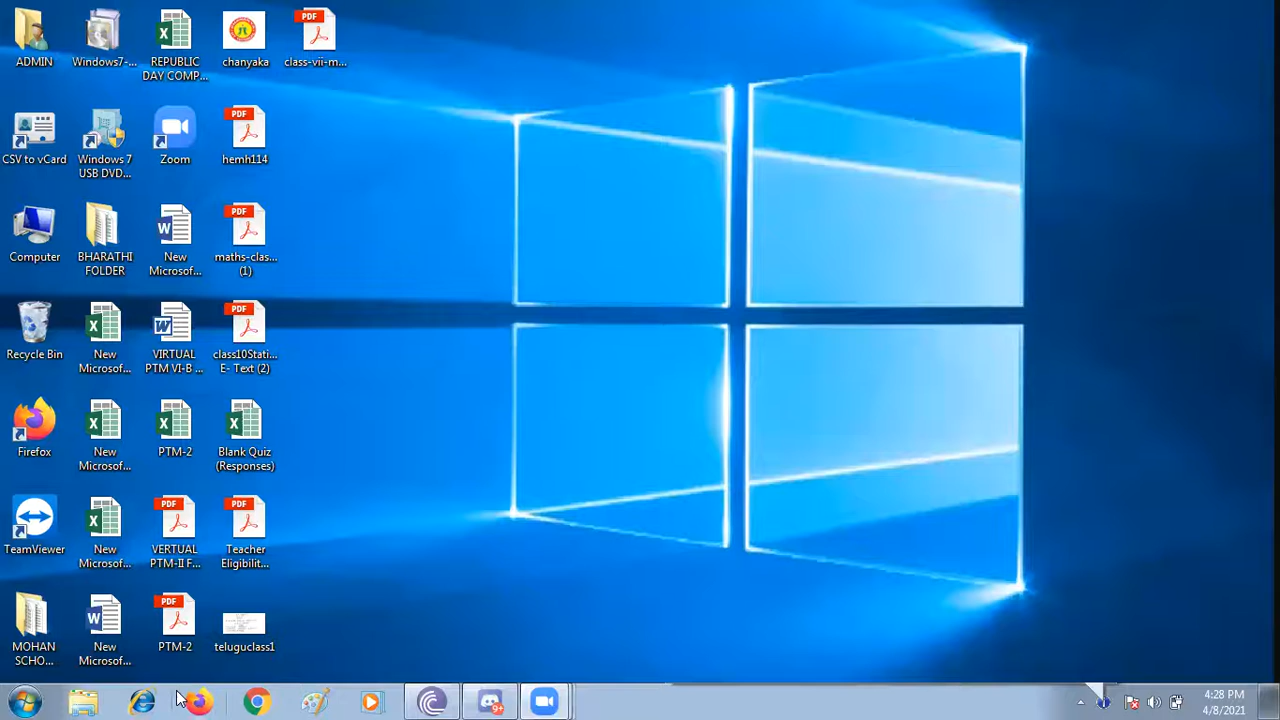 ADMIN
Windows7-...
REPUBLIC
DAY COMP...
chanyaka
PDF
class-vii-m...
CSV to vCard
Windows 7
USB DVD...
Zoom
PDF
hemh114
Computer
BHARATHI
FOLDER
New
Microsof...
PDF
maths-clas...
(1)
Recycle Bin
New
Microsof...
VIRTUAL
PTM VI-B ...
PDF
class10Stati...
E- Text (2)
Firefox
New
Microsof...
PTM-2
Blank Quiz
(Responses)
TeamViewer
New
Microsof...
PDF
VERTUAL
PTM-II F...
PDF
Teacher
Eligibilit...
MOHAN
SCHO...
New
Microsof...
PDF
PTM-2
teluguclass1
9+
4:28 PM
4/8/2021